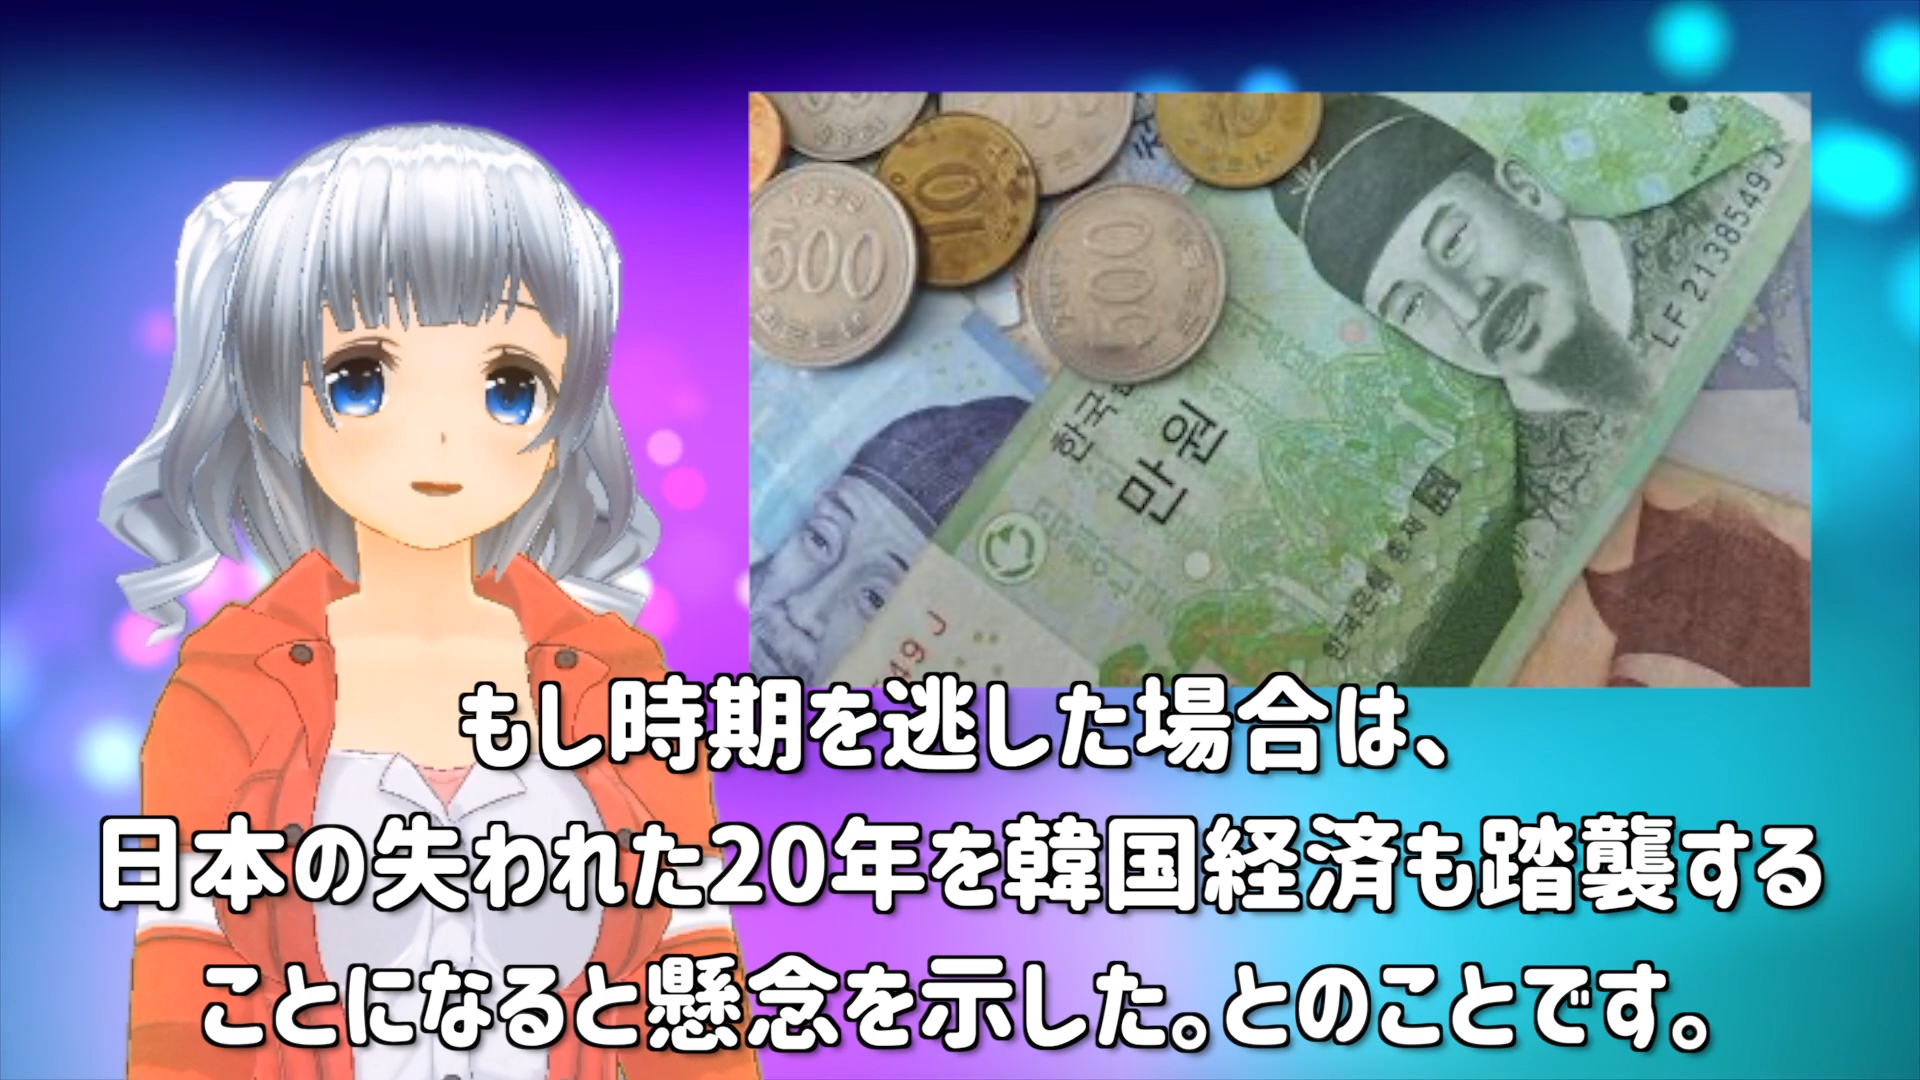 500
10
500
한국
만 원
LF 2138549 J
49 J
もし時期を逃した場合は、
日本の失われた20年を韓国経済も踏襲する
ことになると懸念を示した。とのことです。